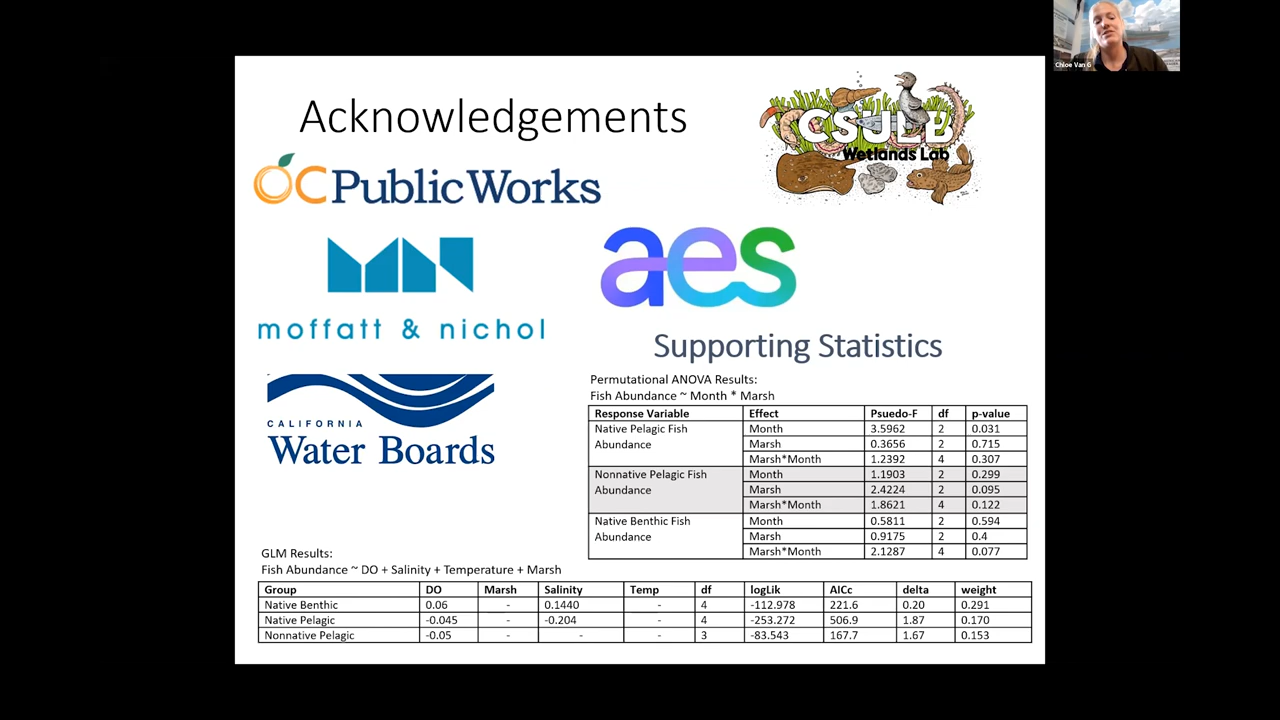 Chloe Van G
Acknowledgements
CSULB
Wetlands Lab
OC Public Works
aes
moffatt & nichol
Supporting Statistics
CALIFORNIA
Water Boards
Permutational ANOVA Results:
Fish Abundance ~ Month * Marsh
Response Variable Effect Psuedo-F df p-value
Native Pelagic Fish Month 3.5962 2 0.031
Abundance Marsh 0.3656 2 0.715
Marsh*Month 1.2392 4 0.307
Nonnative Pelagic Fish Month 1.1903 2 0.299
Abundance Marsh 2.4224 2 0.095
Marsh*Month 1.8621 4 0.122
Native Benthic Fish Month 0.5811 2 0.594
Abundance Marsh 0.9175 2 0.4
Marsh*Month 2.1287 4 0.077
GLM Results:
Fish Abundance ~ DO + Salinity + Temperature + Marsh
Group DO Marsh Salinity Temp df logLik AICc delta weight
Native Benthic 0.06 - 0.1440 - 4 -112.978 221.6 0.20 0.291
Native Pelagic -0.045 - -0.204 - 4 -253.272 506.9 1.87 0.170
Nonnative Pelagic -0.05 - - - 3 -83.543 167.7 1.67 0.153